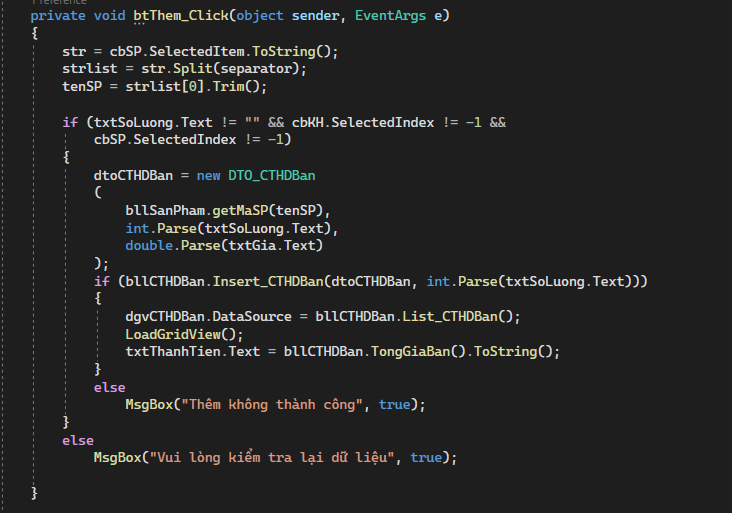 1 reference
private void btThem_Click(object sender, EventArgs e)
{
str = cbSP.SelectedItem.ToString();
strlist = str.Split(separator);
tenSP = strlist[0].Trim();
if (txtSoLuong.Text != "" && cbKH.SelectedIndex != -1 &&
cbSP.SelectedIndex != -1)
{
dtoCTHDBan = new DTO_CTHDBan
(
bllSanPham.getMaSP(tenSP),
int.Parse(txtSoLuong.Text),
double.Parse(txtGia.Text)
);
if (bllCTHDBan.Insert_CTHDBan(dtoCTHDBan, int.Parse(txtSoLuong.Text)))
{
dgvCTHDBan.DataSource = bllCTHDBan.List_CTHDBan();
LoadGridView();
txtThanhTien.Text = bllCTHDBan.TongGiaBan().ToString();
}
else
MsgBox("Thêm không thành công", true);
}
else
MsgBox("Vui lòng kiểm tra lại dữ liệu", true);
}